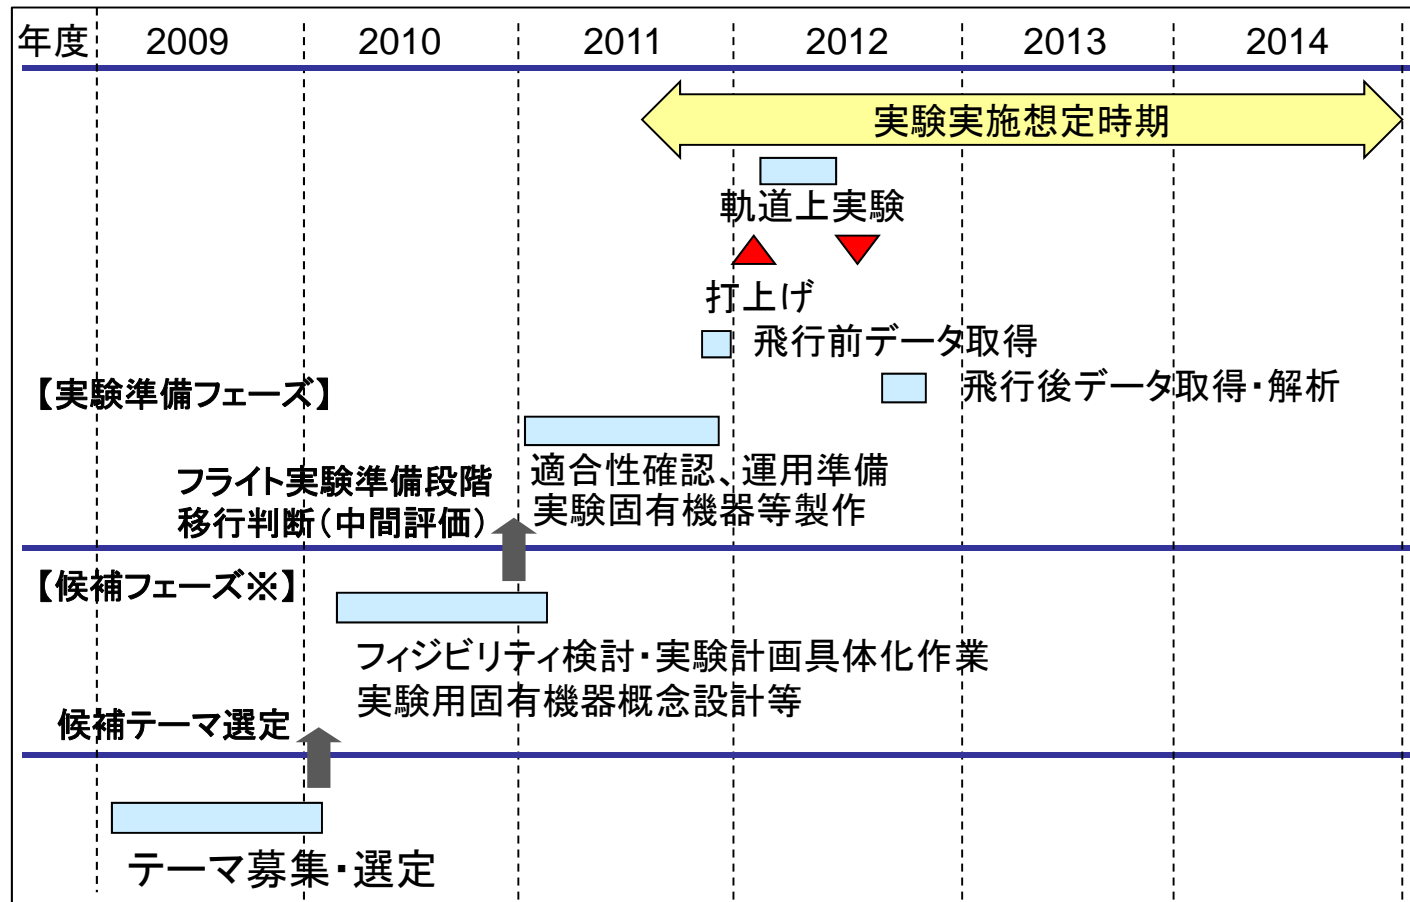 年度 2009 2010 2011 2012 2013 2014
実験実施想定時期
軌道上実験
打上げ
飛行前データ取得
飛行後データ取得・解析
【実験準備フェーズ】
適合性確認、運用準備
実験固有機器等製作
フライト実験準備段階
移行判断（中間評価）
【候補フェーズ※】
フィジビリティ検討・実験計画具体化作業
実験用固有機器概念設計等
候補テーマ選定
テーマ募集・選定